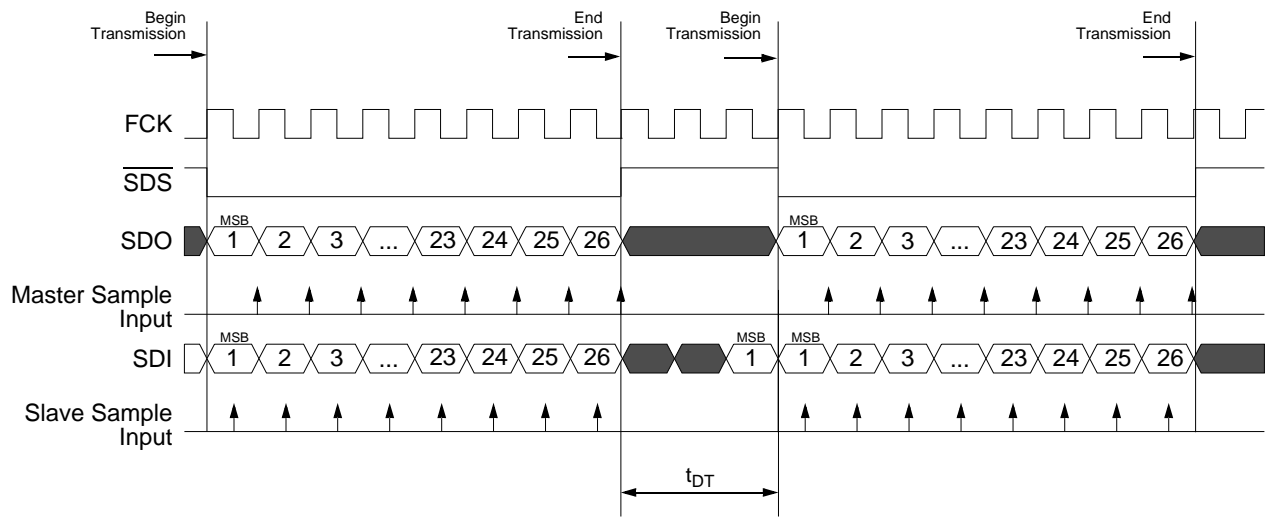 Begin
Transmission
End
Transmission
Begin
Transmission
End
Transmission
FCK
SDS
SDO
MSB
1 2 3 ... 23 24 25 26
MSB
1 2 3 ... 23 24 25 26
Master Sample
Input
SDI
MSB
1 2 3 ... 23 24 25 26
MSB
1
MSB
1 2 3 ... 23 24 25 26
Slave Sample
Input
tDT